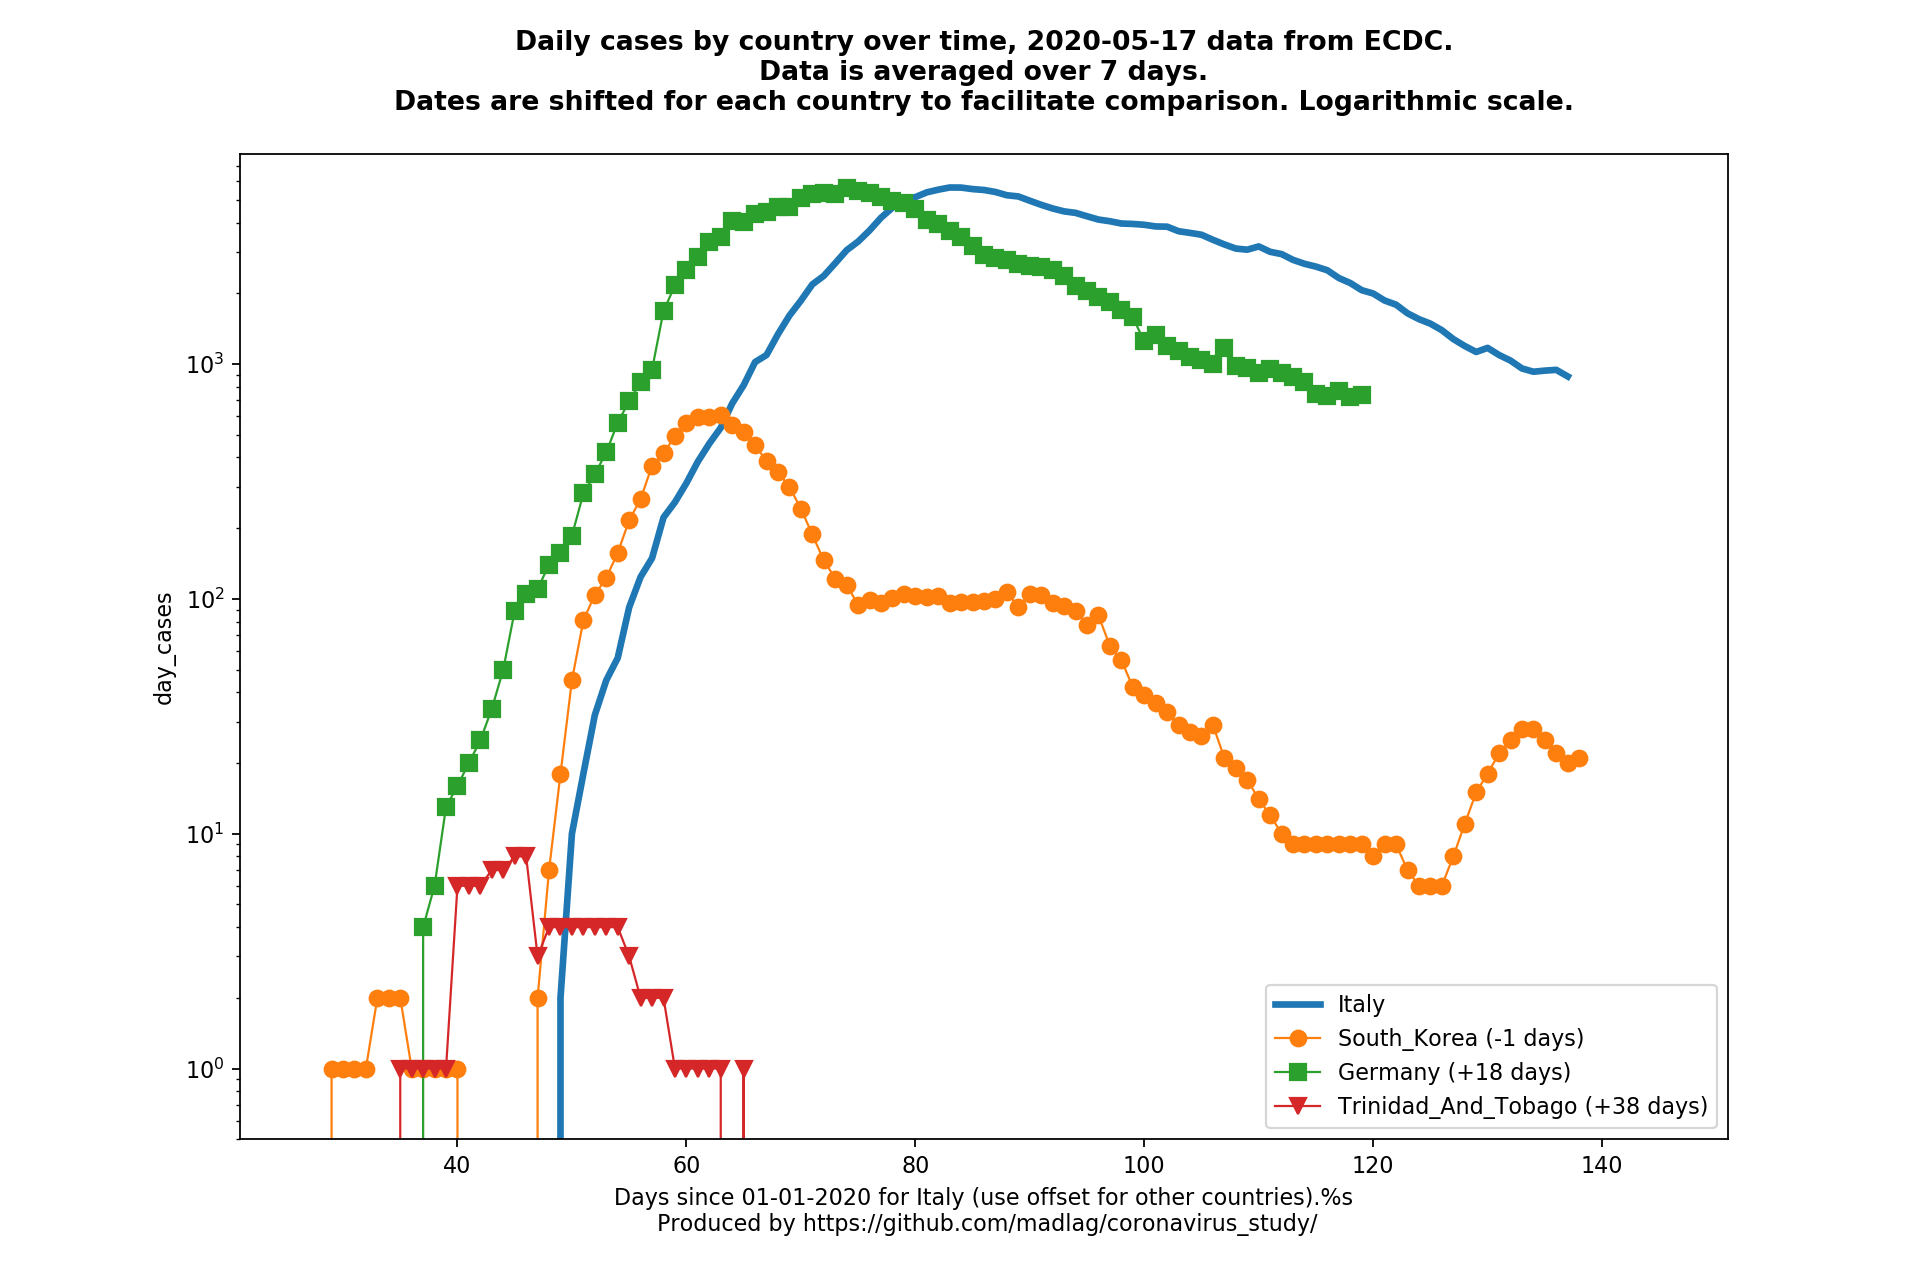 Daily cases by country over time, 2020-05-17 data from ECDC.
Data is averaged over 7 days.
Dates are shifted for each country to facilitate comparison. Logarithmic scale.
day_cases
10³
10²
10¹
10⁰
40 60 80 100 120 140
Italy
South_Korea (-1 days)
Germany (+18 days)
Trinidad_And_Tobago (+38 days)
Days since 01-01-2020 for Italy (use offset for other countries).%s
Produced by https://github.com/madlag/coronavirus_study/